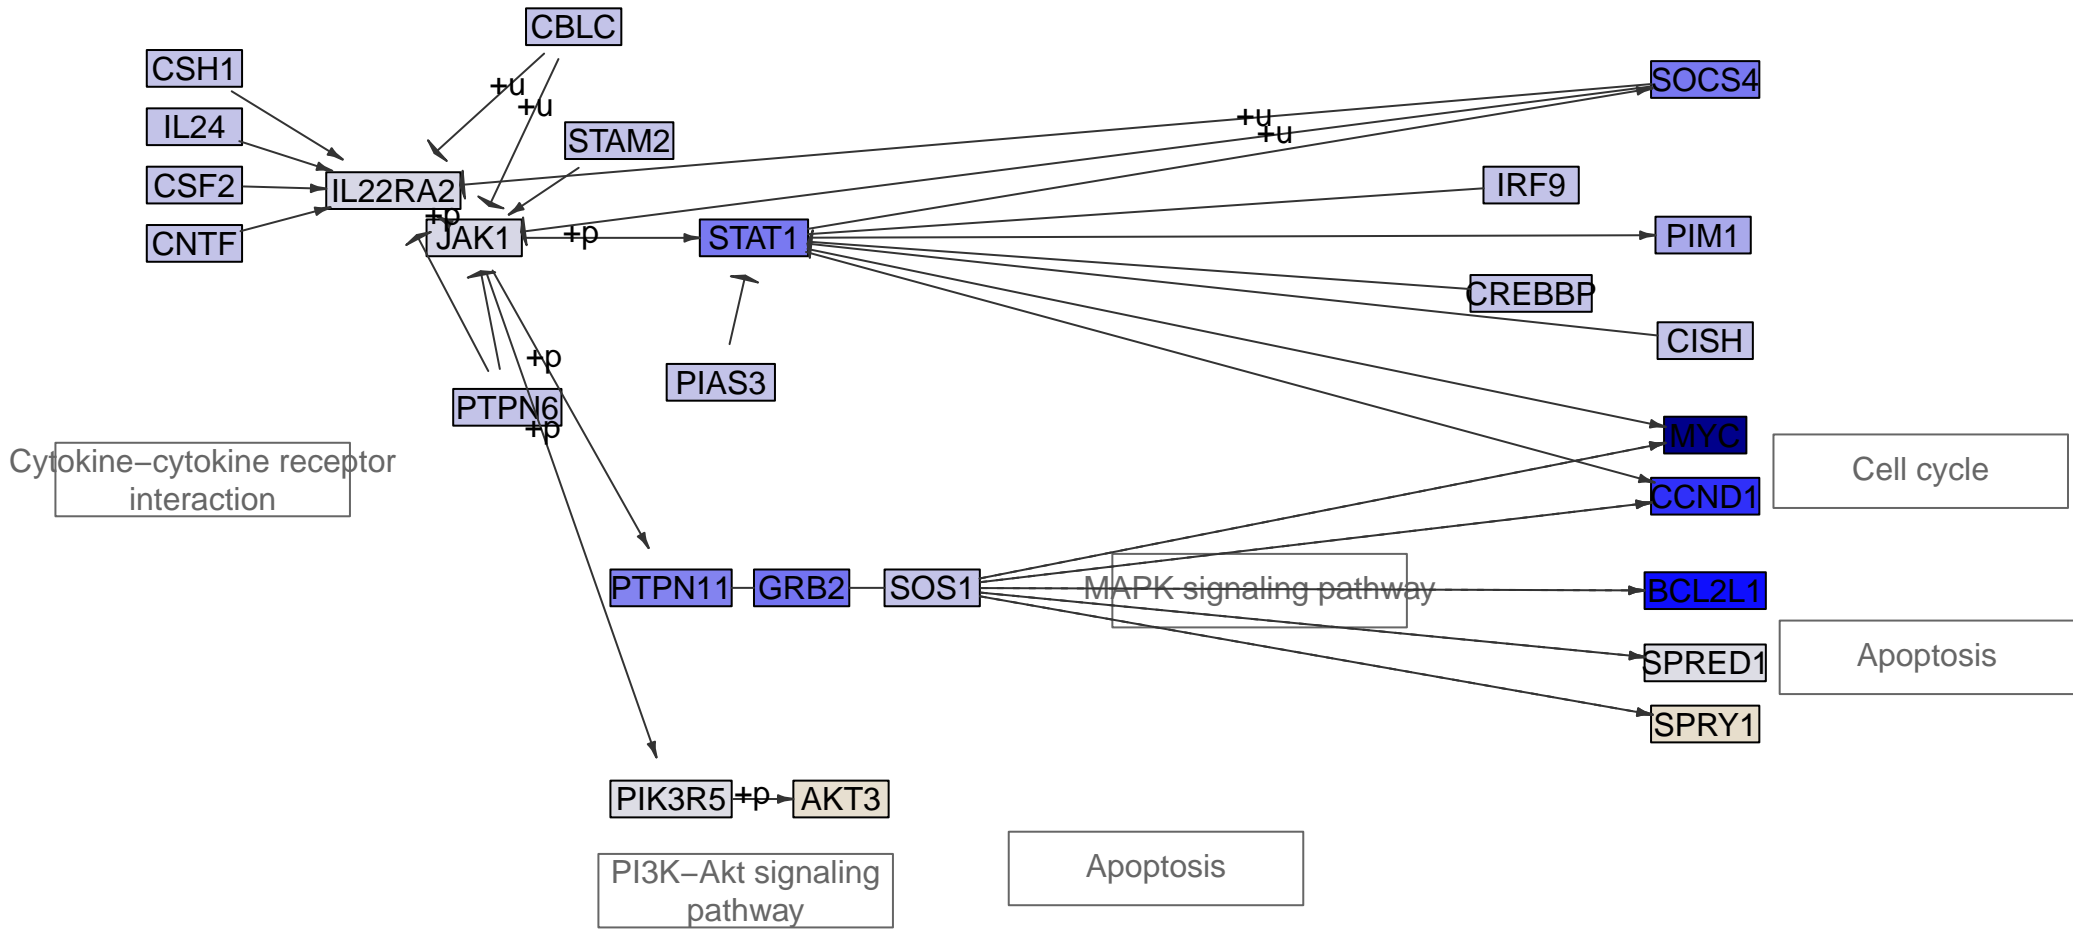 CBLC
CSH1
+u
SOCS4
+u
IL24
+u
STAM2
+u
CSF2
IL22RA2
IRF9
+p
CNTF
JAK1
+p
STAT1
PIM1
CREBBP
CISH
+p
PIAS3
PTPN6
+p
MYC
Cytokine−cytokine receptor
interaction
Cell cycle
CCND1
PTPN11
GRB2
SOS1
MAPK signaling pathway
BCL2L1
SPRED1
Apoptosis
SPRY1
PIK3R5
+p
AKT3
Apoptosis
PI3K−Akt signaling
pathway